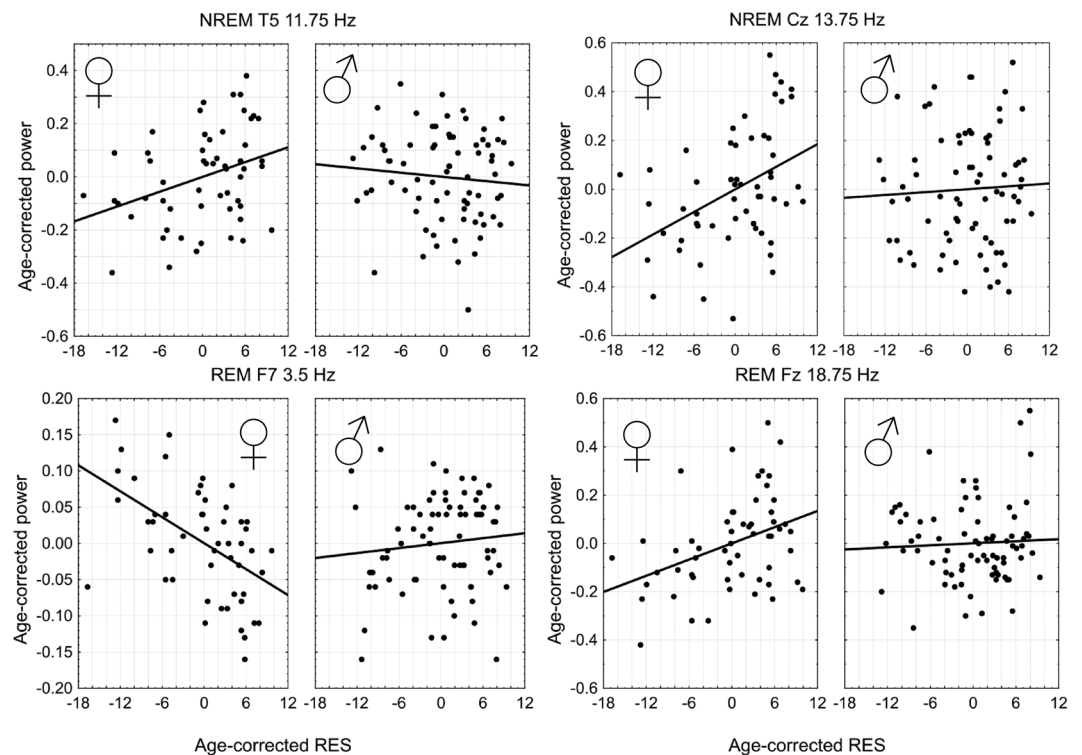 NREM T5 11.75 Hz
Age-corrected power
0.4
0.2
0.0
-0.2
-0.4
-0.6
-18 -12 -6 0 6 12
-18 -12 -6 0 6 12
NREM Cz 13.75 Hz
Age-corrected power
0.6
0.4
0.2
0.0
-0.2
-0.4
-0.6
-18 -12 -6 0 6 12
-18 -12 -6 0 6 12
REM F7 3.5 Hz
Age-corrected power
0.20
0.15
0.10
0.05
0.00
-0.05
-0.10
-0.15
-0.20
-18 -12 -6 0 6 12
-18 -12 -6 0 6 12
Age-corrected RES
REM Fz 18.75 Hz
Age-corrected power
0.6
0.4
0.2
0.0
-0.2
-0.4
-0.6
-18 -12 -6 0 6 12
-18 -12 -6 0 6 12
Age-corrected RES